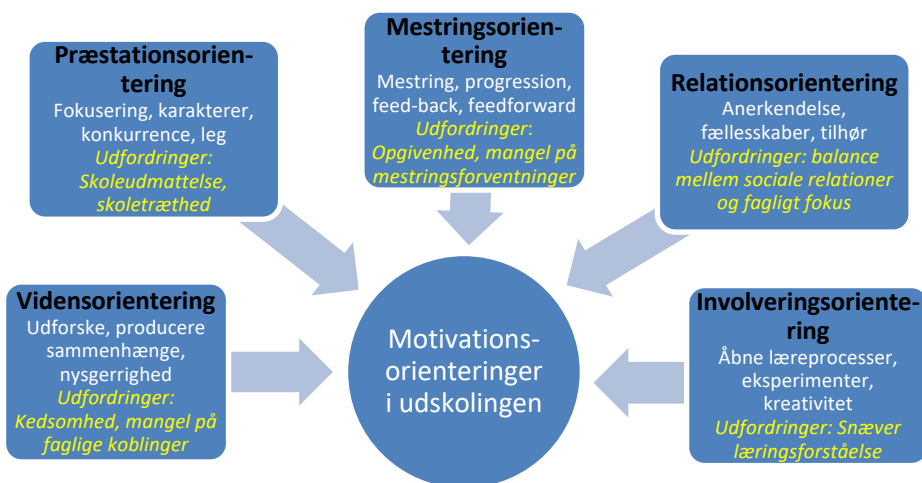 Præstationsorien-
tering
Fokusering, karakterer,
konkurrence, leg
Udfordringer:
Skoleudmattelse,
skoletræthed
Mestringsorien-
tering
Mestring, progression,
feed-back, feedforward
Udfordringer:
Opgivenhed, mangel på
mestringsforventninger
Relationsorientering
Anerkendelse,
fællesskaber, tilhør
Udfordringer: balance
mellem sociale relationer
og fagligt fokus
Vidensorientering
Udforske, producere
sammenhænge,
nysgerrighed
Udfordringer:
Kedsomhed, mangel på
faglige koblinger
Motivations-
orienteringer
i udskolingen
Involveringsoriente-
ring
Åbne læreprocesser,
eksperimenter,
kreativitet
Udfordringer: Snæver
læringsforståelse